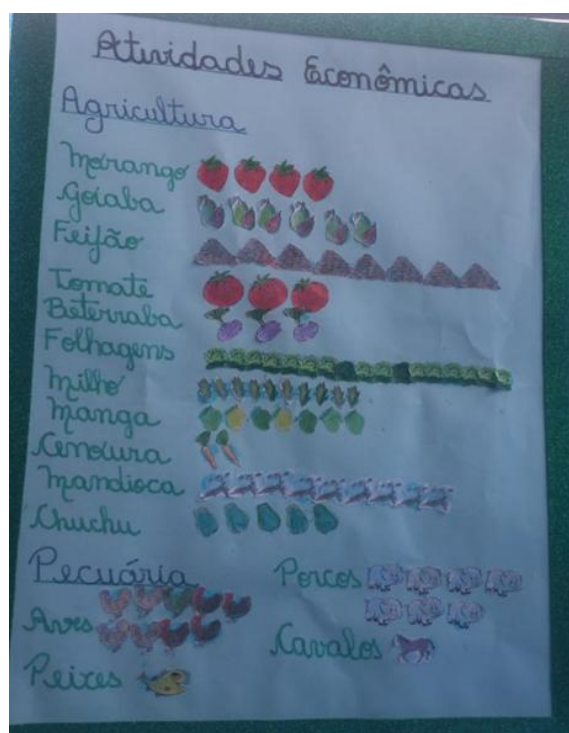 Atividades Econômicas
Agricultura
Morango
Goiaba
Feijão
Tomate
Beterraba
Folhagens
Milho
Manga
Cenoura
Mandioca
Chuchu
Pecuária
Aves
Peixes
Porcos
Cavalos